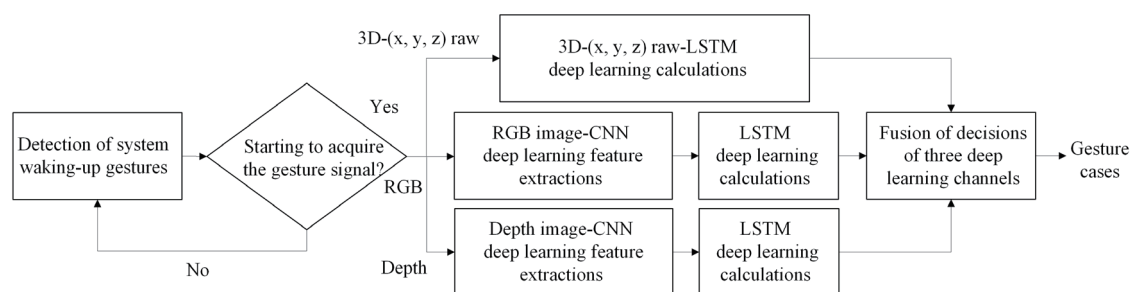 3D-(x, y, z) raw
3D-(x, y, z) raw-LSTM
deep learning calculations
Yes
Detection of system
waking-up gestures
Starting to acquire
the gesture signal?
RGB
RGB image-CNN
deep learning feature
extractions
LSTM
deep learning
calculations
Fusion of decisions
of three deep
learning channels
Gesture
cases
No
Depth
Depth image-CNN
deep learning feature
extractions
LSTM
deep learning
calculations